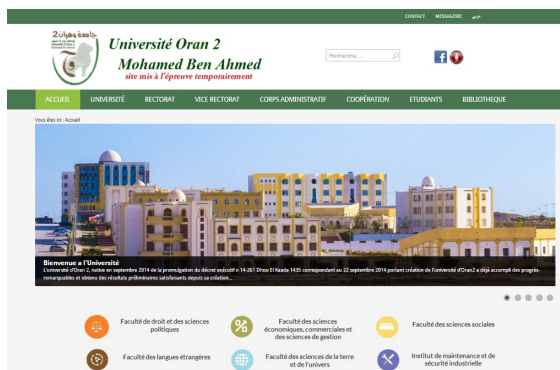 CONTACT MESSAGERIE عربي
جامعة وهران 2
Université Oran 2
Mohamed Ben Ahmed
site mis à l'épreuve temporairement
Recherche...
ACCUEIL UNIVERSITÉ RECTORAT VICE RECTORAT CORPS ADMINISTRATIF COOPÉRATION ETUDIANTS BIBLIOTHEQUE
Vous êtes ici : Accueil
Bienvenue a l'Université
L'université d'Oran 2, native en septembre 2014 de la promulgation du décret exécutif n 14-261 Dhou El Kaada 1435 correspondant au 22 septembre 2014 portant création de l'université d'Oran2 a déjà accompli des progrès-
remarquables et obtenu des résultats préliminaires satisfaisants depuis sa création...
Faculté de droit et des sciences
politiques
Faculté des sciences
économiques, commerciales et
des sciences de gestion
Faculté des sciences sociales
Faculté des langues étrangères
Faculté des sciences de la terre
et de l'univers
Institut de maintenance et de
sécurité industrielle